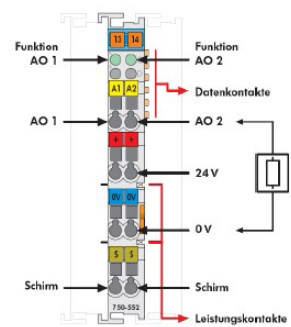 13 14
Funktion Funktion
AO 1 AO 2
A1 A2
Datenkontakte
AO 1 AO 2
+ +
24 V
0V 0V
0 V
S S
Schirm Schirm
750-552
Leistungskontakte